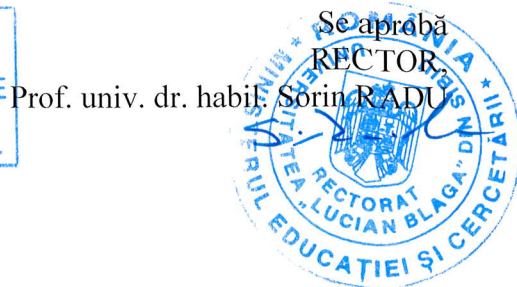 Se aprobă
RECTOR,
Prof. univ. dr. habil. Sorin RADU
* ROMÂNIA *
MINISTERUL EDUCAȚIEI ȘI CERCETĂRII
UNIVERSITATEA „LUCIAN BLAGA" DIN SIBIU
RECTORAT